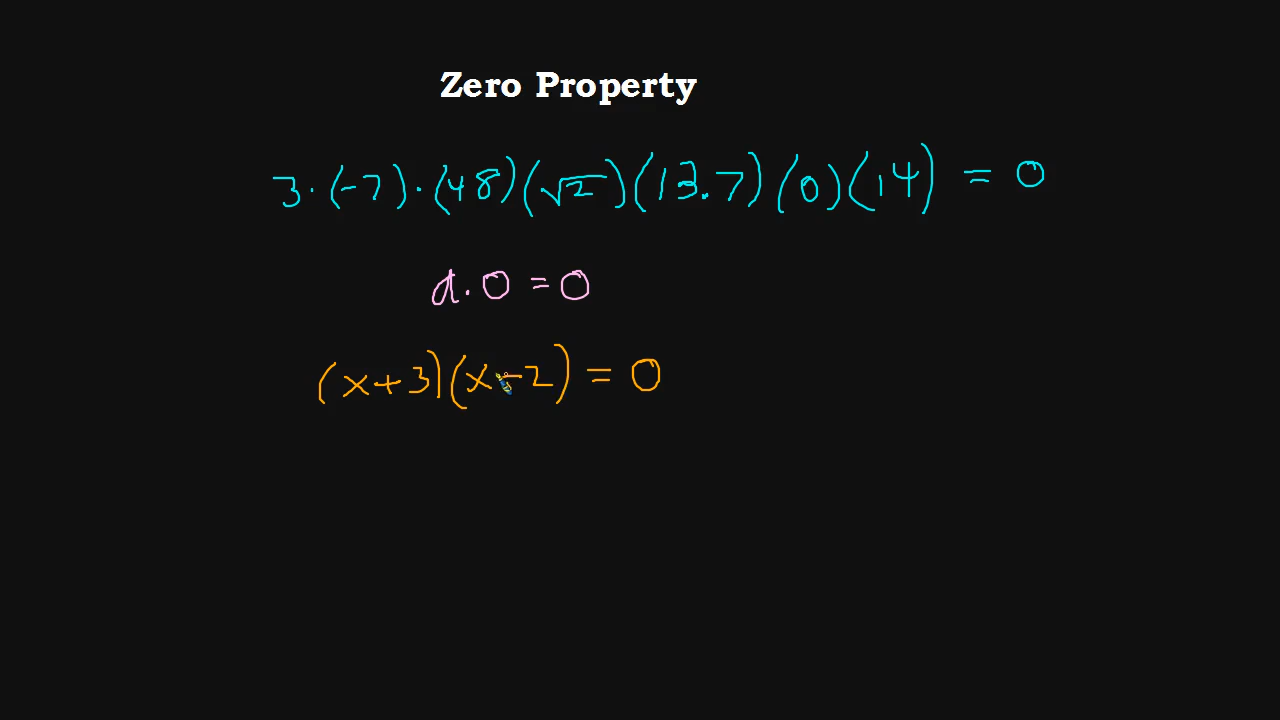 Zero Property
3·(-7)·(48)(√2)(13.7)(0)(14) = 0
a·0 = 0
(x+3)(x-2) = 0